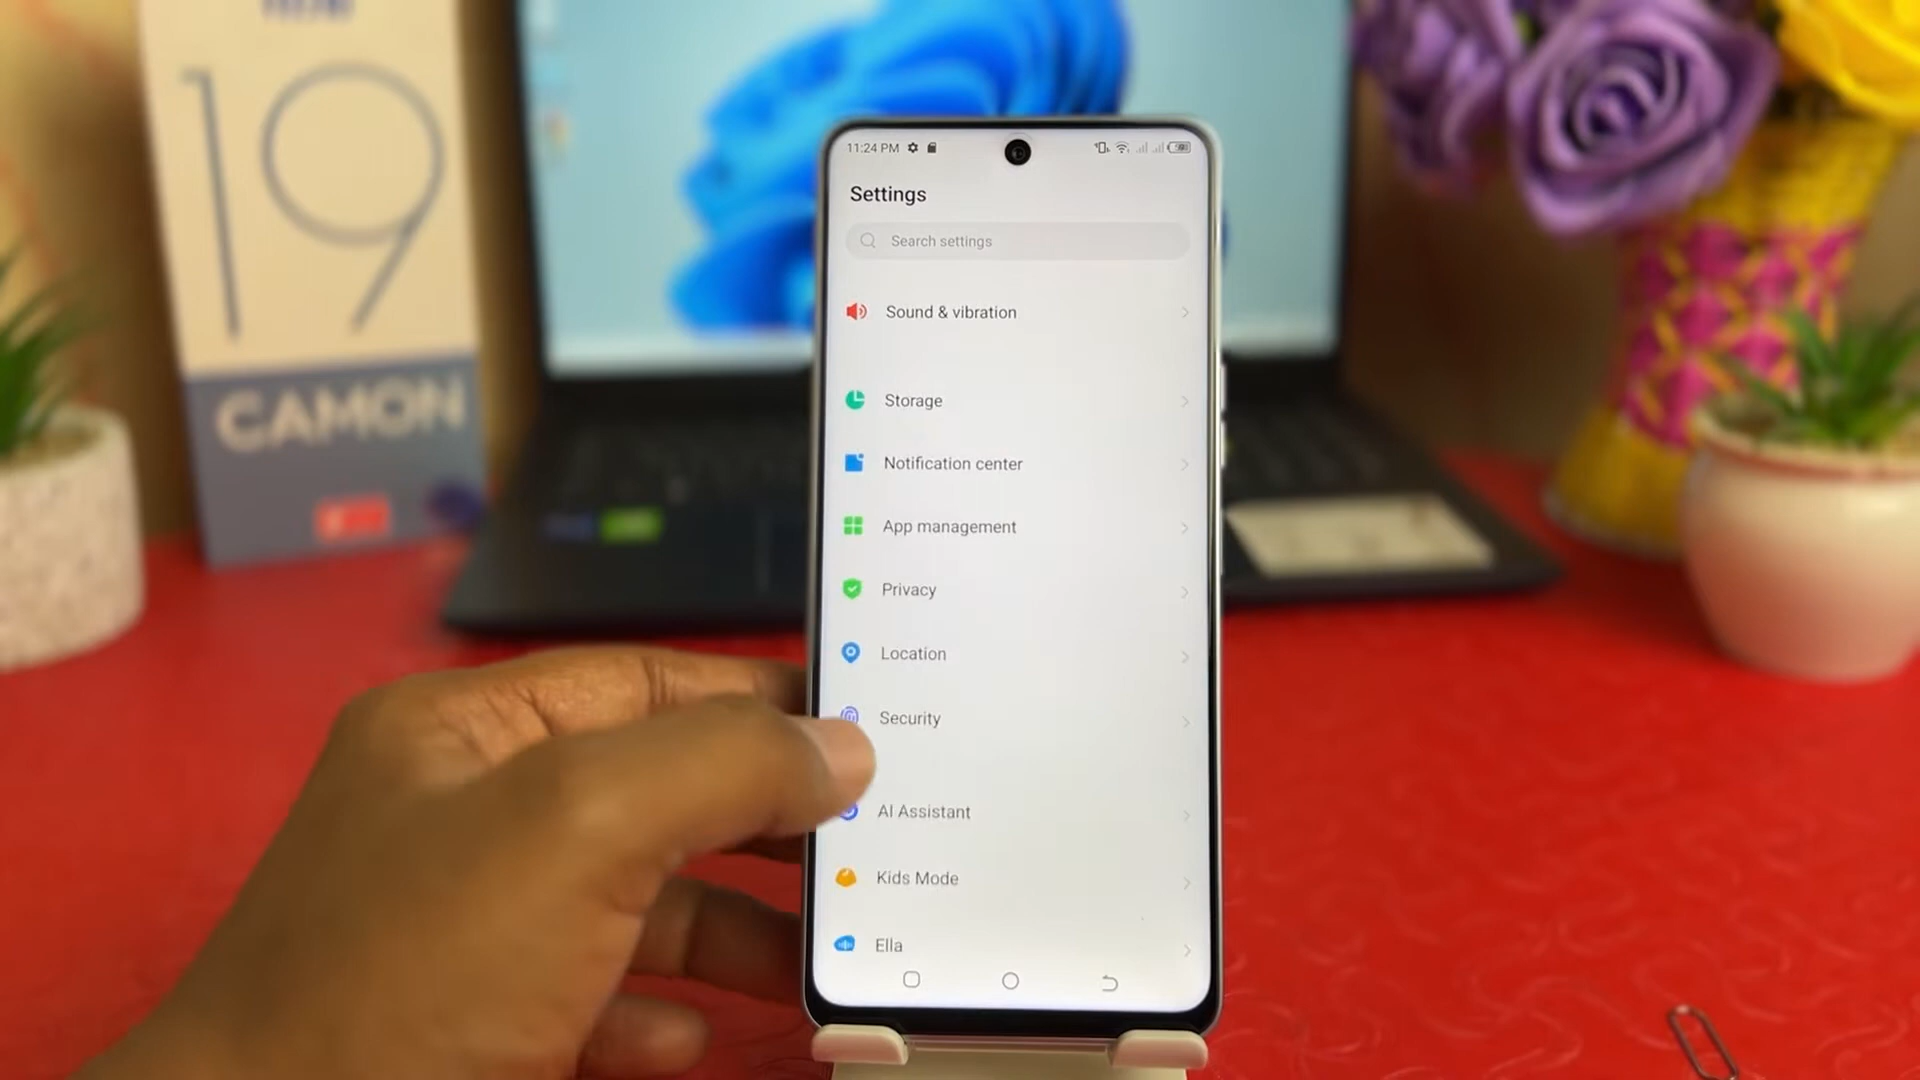 19
CAMON
11:24 PM
Settings
Search settings
Sound & vibration
Storage
Notification center
App management
Privacy
Location
Security
AI Assistant
Kids Mode
Ella